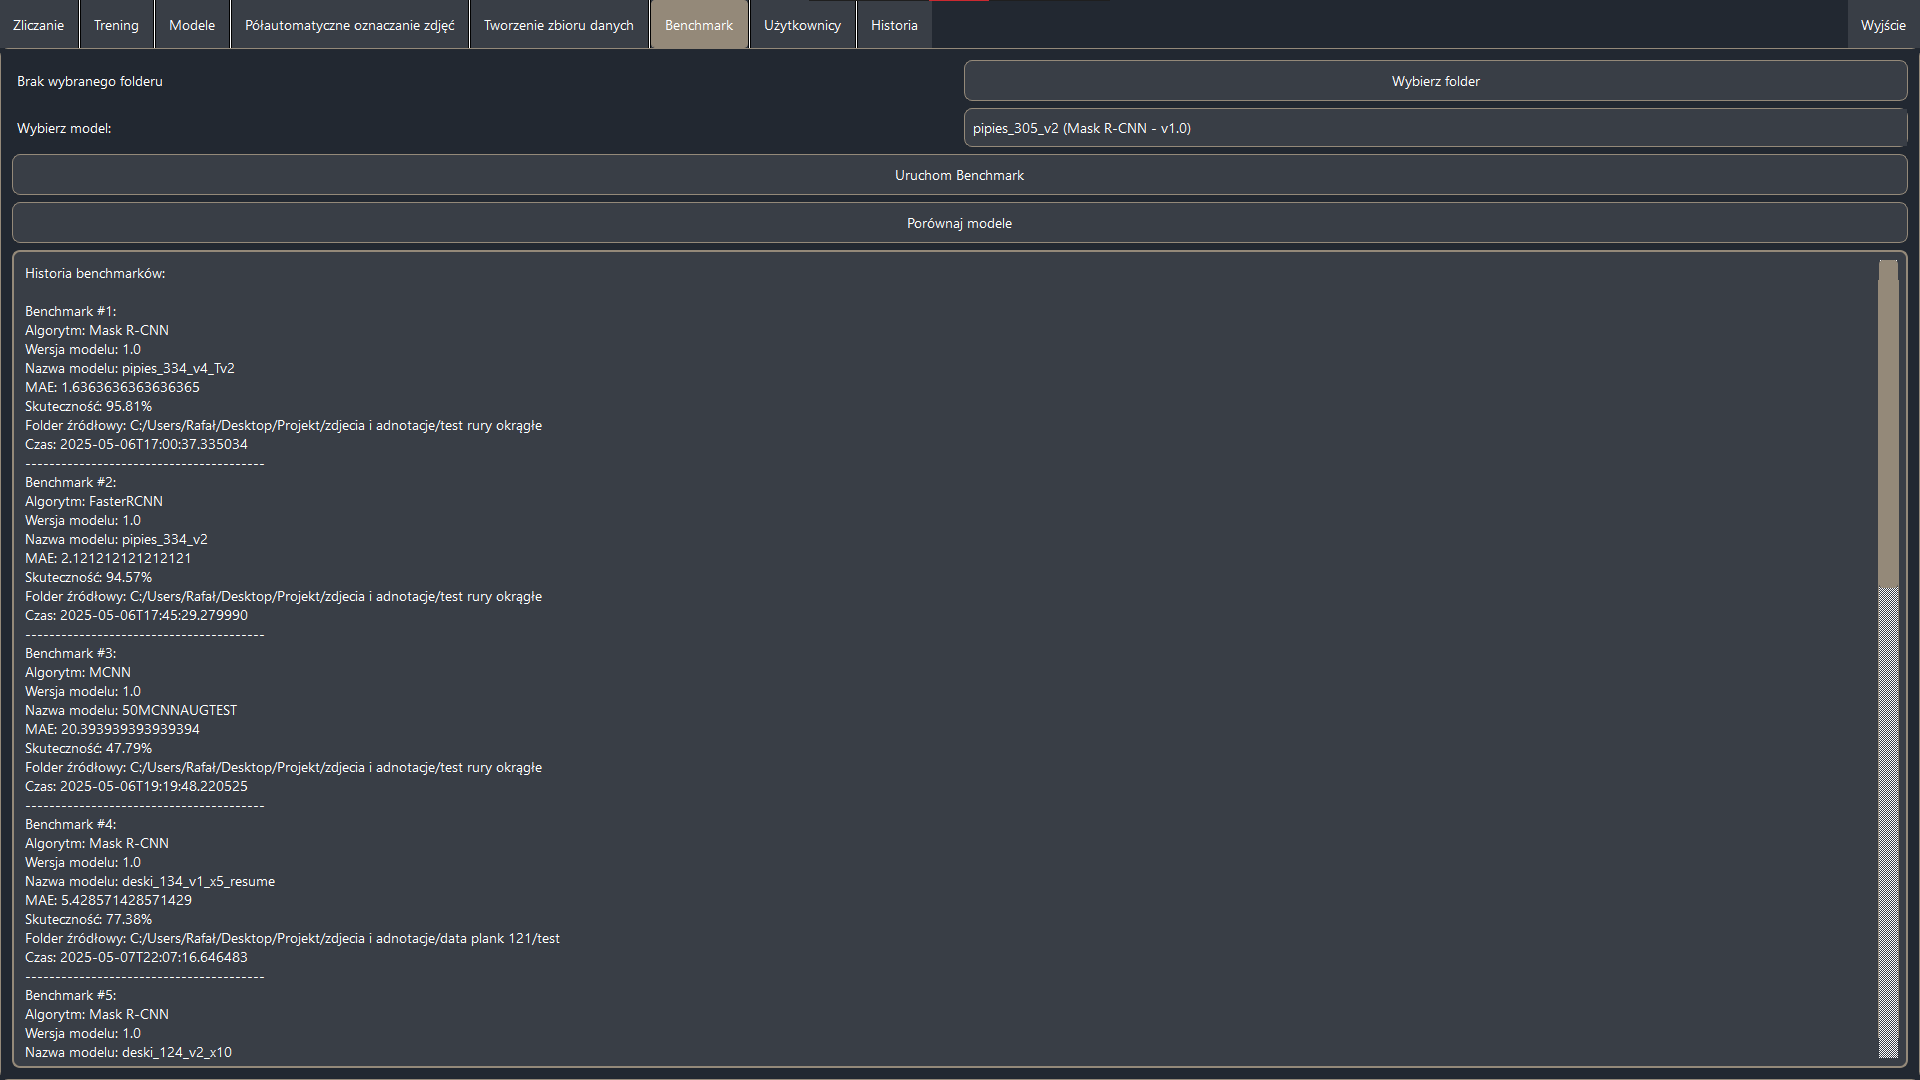 Zliczanie Trening Modele Półautomatyczne oznaczanie zdjęć Tworzenie zbioru danych Benchmark Użytkownicy Historia Wyjście
Brak wybranego folderu Wybierz folder
Wybierz model: pipies_305_v2 (Mask R-CNN - v1.0)
Uruchom Benchmark
Porównaj modele
Historia benchmarków:
Benchmark #1:
Algorytm: Mask R-CNN
Wersja modelu: 1.0
Nazwa modelu: pipies_334_v4_Tv2
MAE: 1.6363636363636365
Skuteczność: 95.81%
Folder źródłowy: C:/Users/Rafał/Desktop/Projekt/zdjecia i adnotacje/test rury okrągłe
Czas: 2025-05-06T17:00:37.335034
----------------------------------------
Benchmark #2:
Algorytm: FasterRCNN
Wersja modelu: 1.0
Nazwa modelu: pipies_334_v2
MAE: 2.121212121212121
Skuteczność: 94.57%
Folder źródłowy: C:/Users/Rafał/Desktop/Projekt/zdjecia i adnotacje/test rury okrągłe
Czas: 2025-05-06T17:45:29.279990
----------------------------------------
Benchmark #3:
Algorytm: MCNN
Wersja modelu: 1.0
Nazwa modelu: 50MCNNAUGTEST
MAE: 20.393939393939394
Skuteczność: 47.79%
Folder źródłowy: C:/Users/Rafał/Desktop/Projekt/zdjecia i adnotacje/test rury okrągłe
Czas: 2025-05-06T19:19:48.220525
----------------------------------------
Benchmark #4:
Algorytm: Mask R-CNN
Wersja modelu: 1.0
Nazwa modelu: deski_134_v1_x5_resume
MAE: 5.428571428571429
Skuteczność: 77.38%
Folder źródłowy: C:/Users/Rafał/Desktop/Projekt/zdjecia i adnotacje/data plank 121/test
Czas: 2025-05-07T22:07:16.646483
----------------------------------------
Benchmark #5:
Algorytm: Mask R-CNN
Wersja modelu: 1.0
Nazwa modelu: deski_124_v2_x10